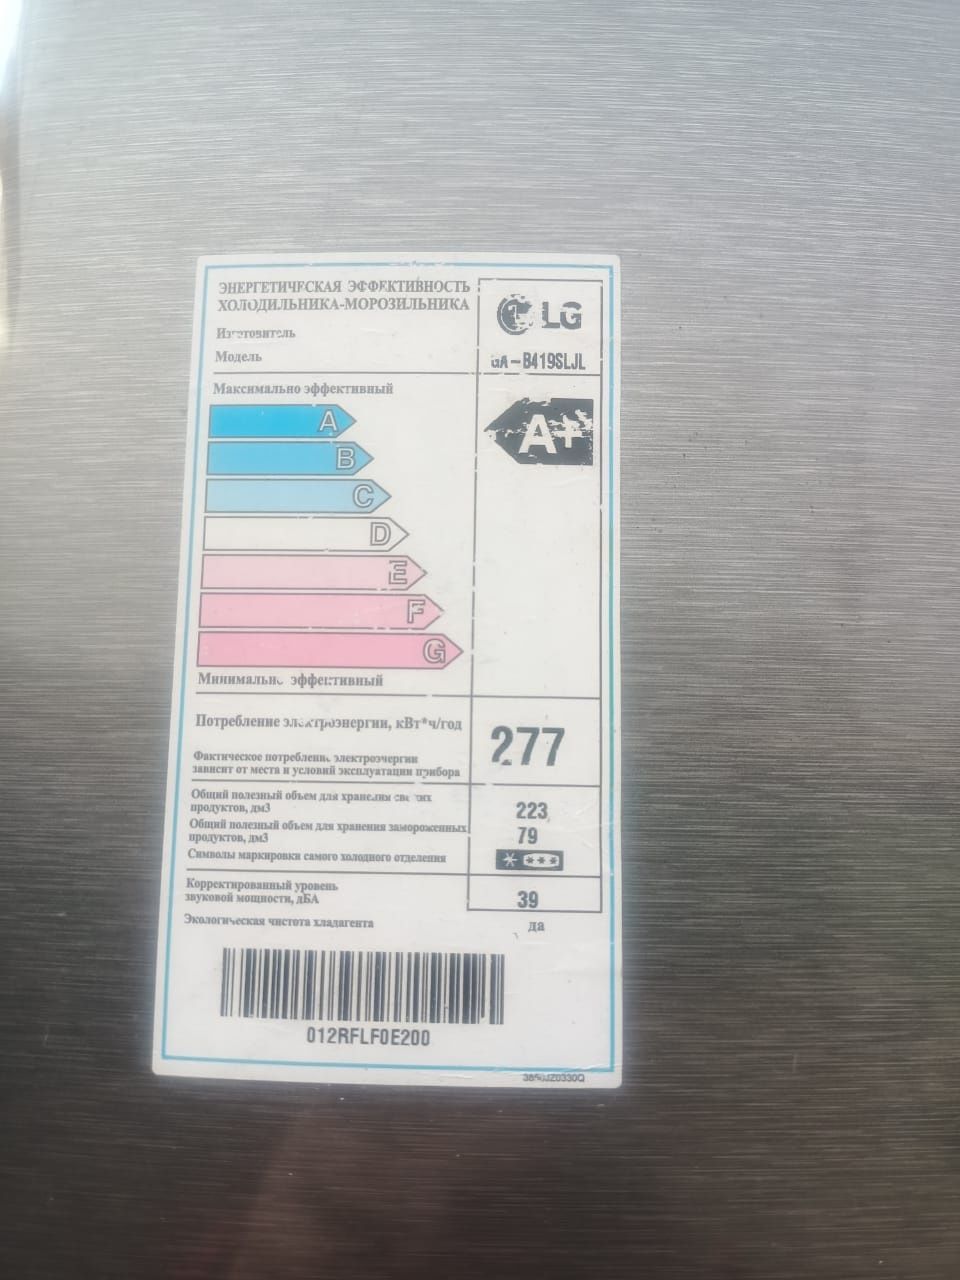 ЭНЕРГЕТИЧЕСКАЯ ЭФФЕКТИВНОСТЬ
ХОЛОДИЛЬНИКА-МОРОЗИЛЬНИКА
LG
Изготовитель
Модель
GA-B419SLJL
Максимально эффективный
A
A+
B
C
D
E
F
G
Минимально эффективный
Потребление электроэнергии, кВт*ч/год
277
Фактическое потребление электроэнергии
зависит от места и условий эксплуатации прибора
Общий полезный объем для хранения свежих
продуктов, дм3
223
Общий полезный объем для хранения замороженных
продуктов, дм3
79
Символы маркировки самого холодного отделения
Корректированный уровень
звуковой мощности, дБА
39
Экологическая чистота хладагента
да
012RFLF0E200